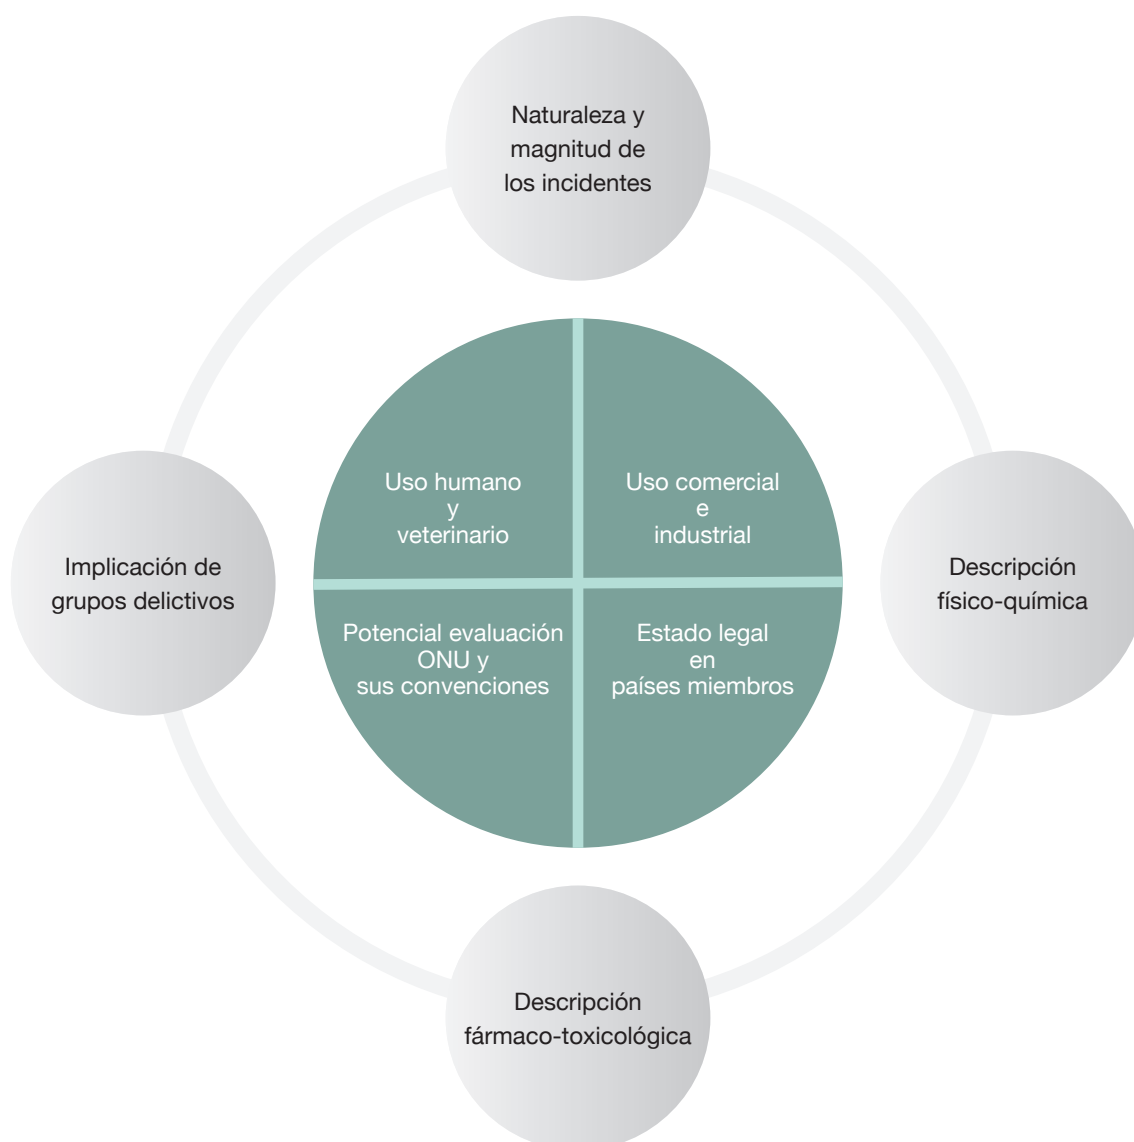 Naturaleza y
magnitud de
los incidentes
Uso humano
y
veterinario
Uso comercial
e
industrial
Implicación de
grupos delictivos
Descripción
físico-química
Potencial evaluación
ONU y
sus convenciones
Estado legal
en
países miembros
Descripción
fármaco-toxicológica